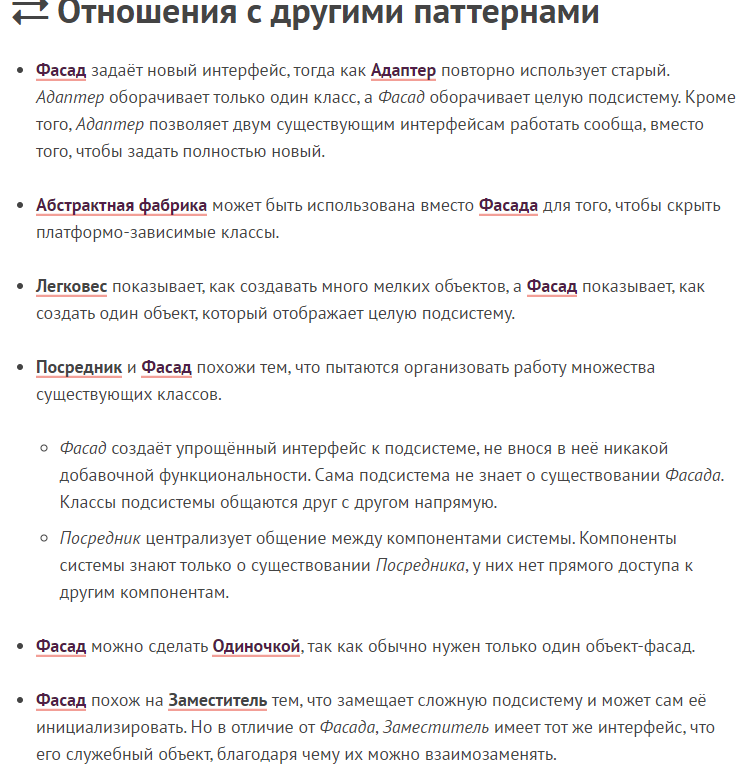 Отношения с другими паттернами
Фасад задаёт новый интерфейс, тогда как Адаптер повторно использует старый.
Адаптер оборачивает только один класс, а Фасад оборачивает целую подсистему. Кроме
того, Адаптер позволяет двум существующим интерфейсам работать сообща, вместо
того, чтобы задать полностью новый.
Абстрактная фабрика может быть использована вместо Фасада для того, чтобы скрыть
платформо-зависимые классы.
Легковес показывает, как создавать много мелких объектов, а Фасад показывает, как
создать один объект, который отображает целую подсистему.
Посредник и Фасад похожи тем, что пытаются организовать работу множества
существующих классов.
Фасад создаёт упрощённый интерфейс к подсистеме, не внося в неё никакой
добавочной функциональности. Сама подсистема не знает о существовании Фасада.
Классы подсистемы общаются друг с другом напрямую.
Посредник централизует общение между компонентами системы. Компоненты
системы знают только о существовании Посредника, у них нет прямого доступа к
другим компонентам.
Фасад можно сделать Одиночкой, так как обычно нужен только один объект-фасад.
Фасад похож на Заместитель тем, что замещает сложную подсистему и может сам её
инициализировать. Но в отличие от Фасада, Заместитель имеет тот же интерфейс, что
его служебный объект, благодаря чему их можно взаимозаменять.